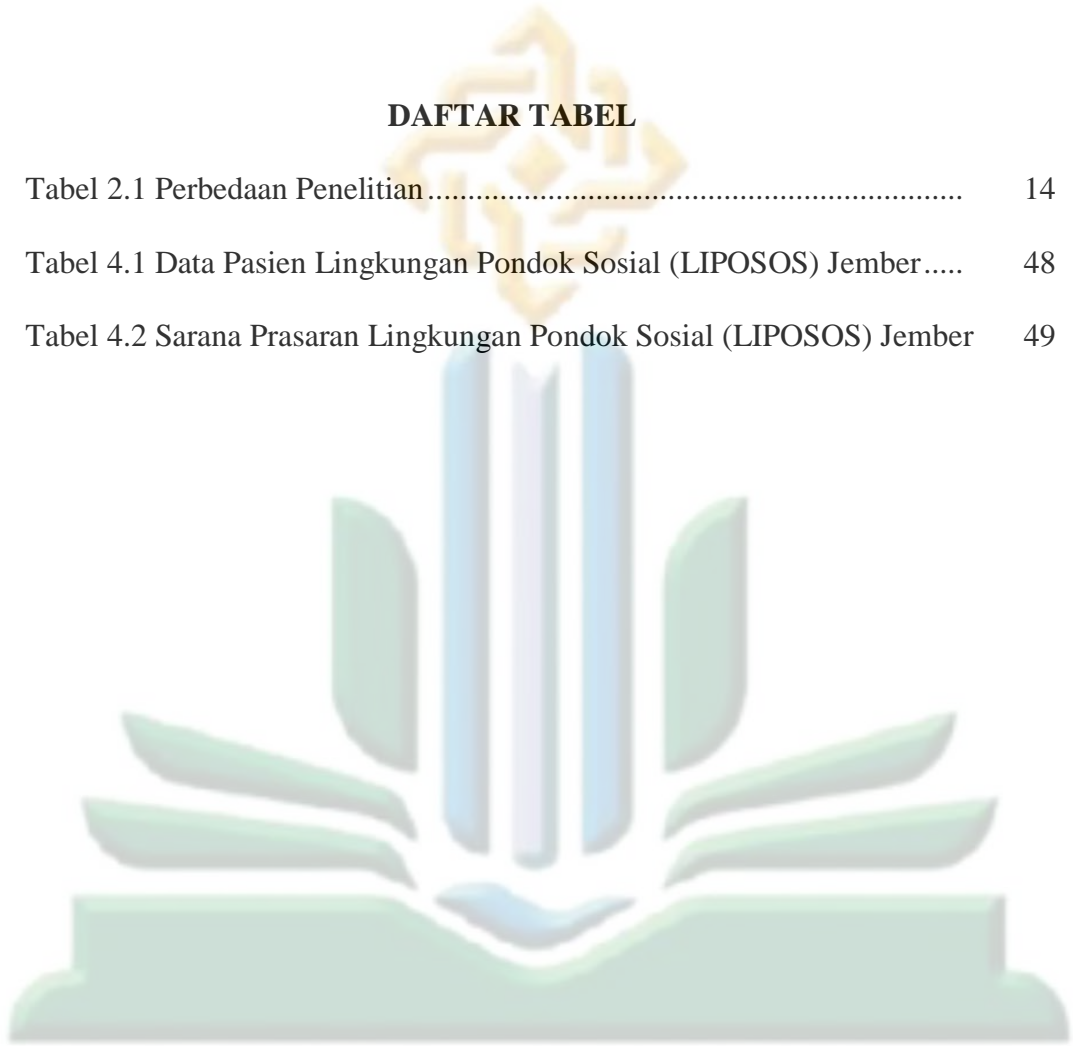 DAFTAR TABEL
Tabel 2.1 Perbedaan Penelitian.................................................................. 14
Tabel 4.1 Data Pasien Lingkungan Pondok Sosial (LIPOSOS) Jember..... 48
Tabel 4.2 Sarana Prasaran Lingkungan Pondok Sosial (LIPOSOS) Jember 49